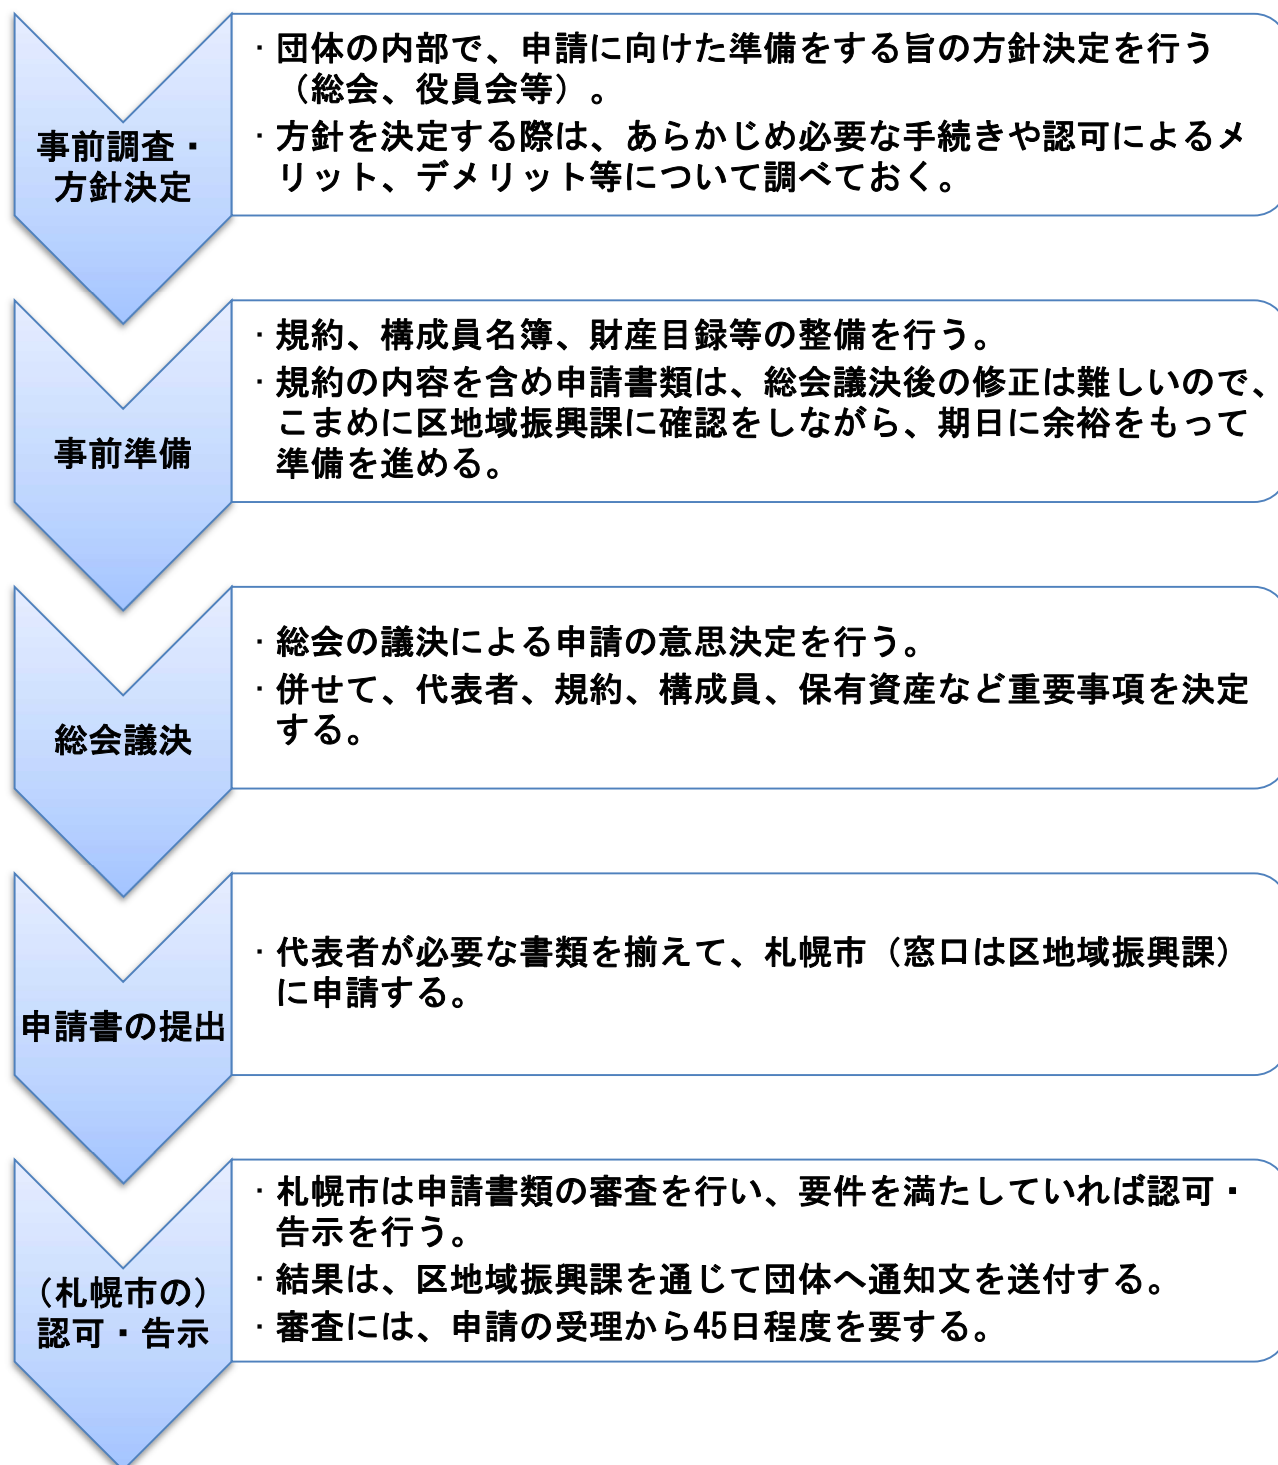 事前調査・
方針決定
・団体の内部で、申請に向けた準備をする旨の方針決定を行う
（総会、役員会等）。
・方針を決定する際は、あらかじめ必要な手続きや認可によるメ
リット、デメリット等について調べておく。
事前準備
・規約、構成員名簿、財産目録等の整備を行う。
・規約の内容を含め申請書類は、総会議決後の修正は難しいので、
こまめに区地域振興課に確認をしながら、期日に余裕をもって
準備を進める。
総会議決
・総会の議決による申請の意思決定を行う。
・併せて、代表者、規約、構成員、保有資産など重要事項を決定
する。
申請書の提出
・代表者が必要な書類を揃えて、札幌市（窓口は区地域振興課）
に申請する。
（札幌市の）
認可・告示
・札幌市は申請書類の審査を行い、要件を満たしていれば認可・
告示を行う。
・結果は、区地域振興課を通じて団体へ通知文を送付する。
・審査には、申請の受理から45日程度を要する。